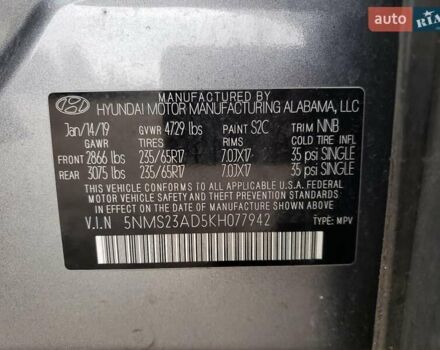 AUTO
RIA
MANUFACTURED BY
HYUNDAI MOTOR MANUFACTURING ALABAMA, LLC
Jan/14/19 GVWR 4729 lbs PAINT S2C TRIM NNB
GAWR TIRES RIMS COLD TIRE INFL
FRONT 2866 lbs 235/65R17 7.0JX17 35 psi SINGLE
REAR 3075 lbs 235/65R17 7.0JX17 35 psi SINGLE
THIS VEHICLE CONFORMS TO ALL APPLICABLE U.S. FEDERAL
MOTOR VEHICLE SAFETY AND THEFT PREVENTION STANDARDS
IN EFFECT ON THE DATE OF MANUFACTURE SHOWN ABOVE.
V.I.N 5NMS23AD5KH077942 TYPE: MPV